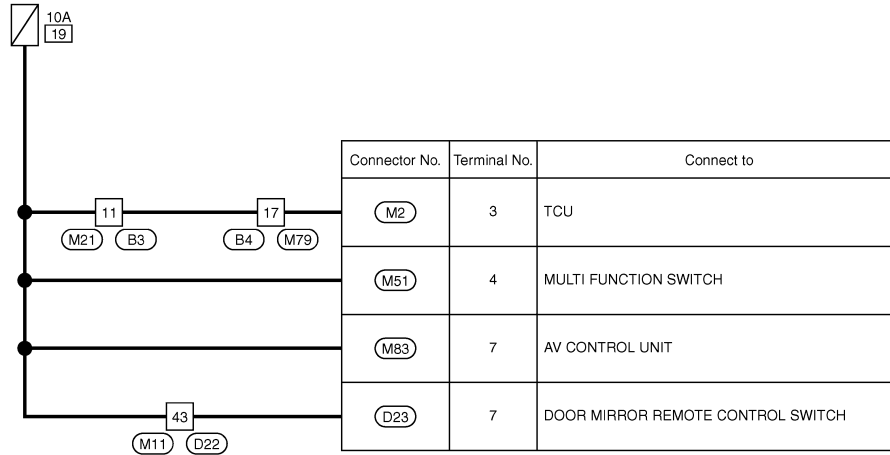 10A
19
Connector No. Terminal No. Connect to
11 17 M2 3 TCU
M21 B3 B4 M79
M51 4 MULTI FUNCTION SWITCH
M83 7 AV CONTROL UNIT
43 D23 7 DOOR MIRROR REMOTE CONTROL SWITCH
M11 D22